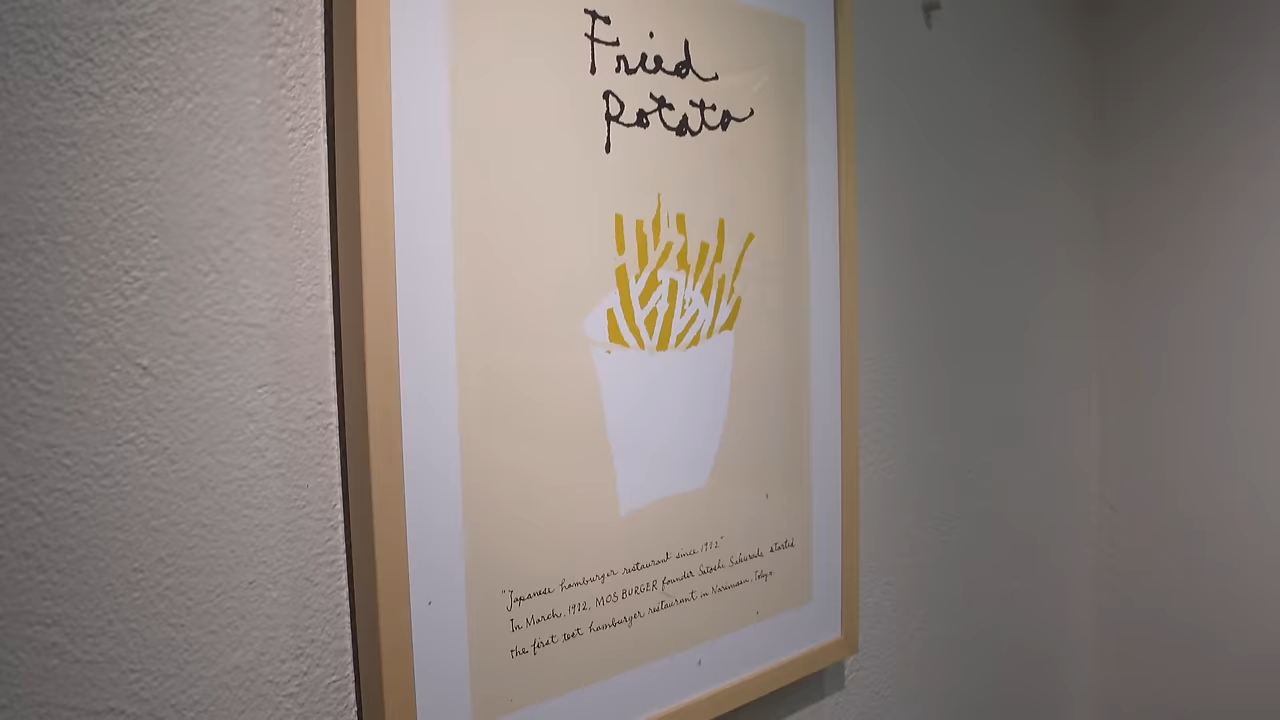 Fried
Potato
"Japanese hamburger restaurant since 1972"
In March, 1972, MOS BURGER founder Satoshi Sakurada started
the first test hamburger restaurant in Narimasu, Tokyo.